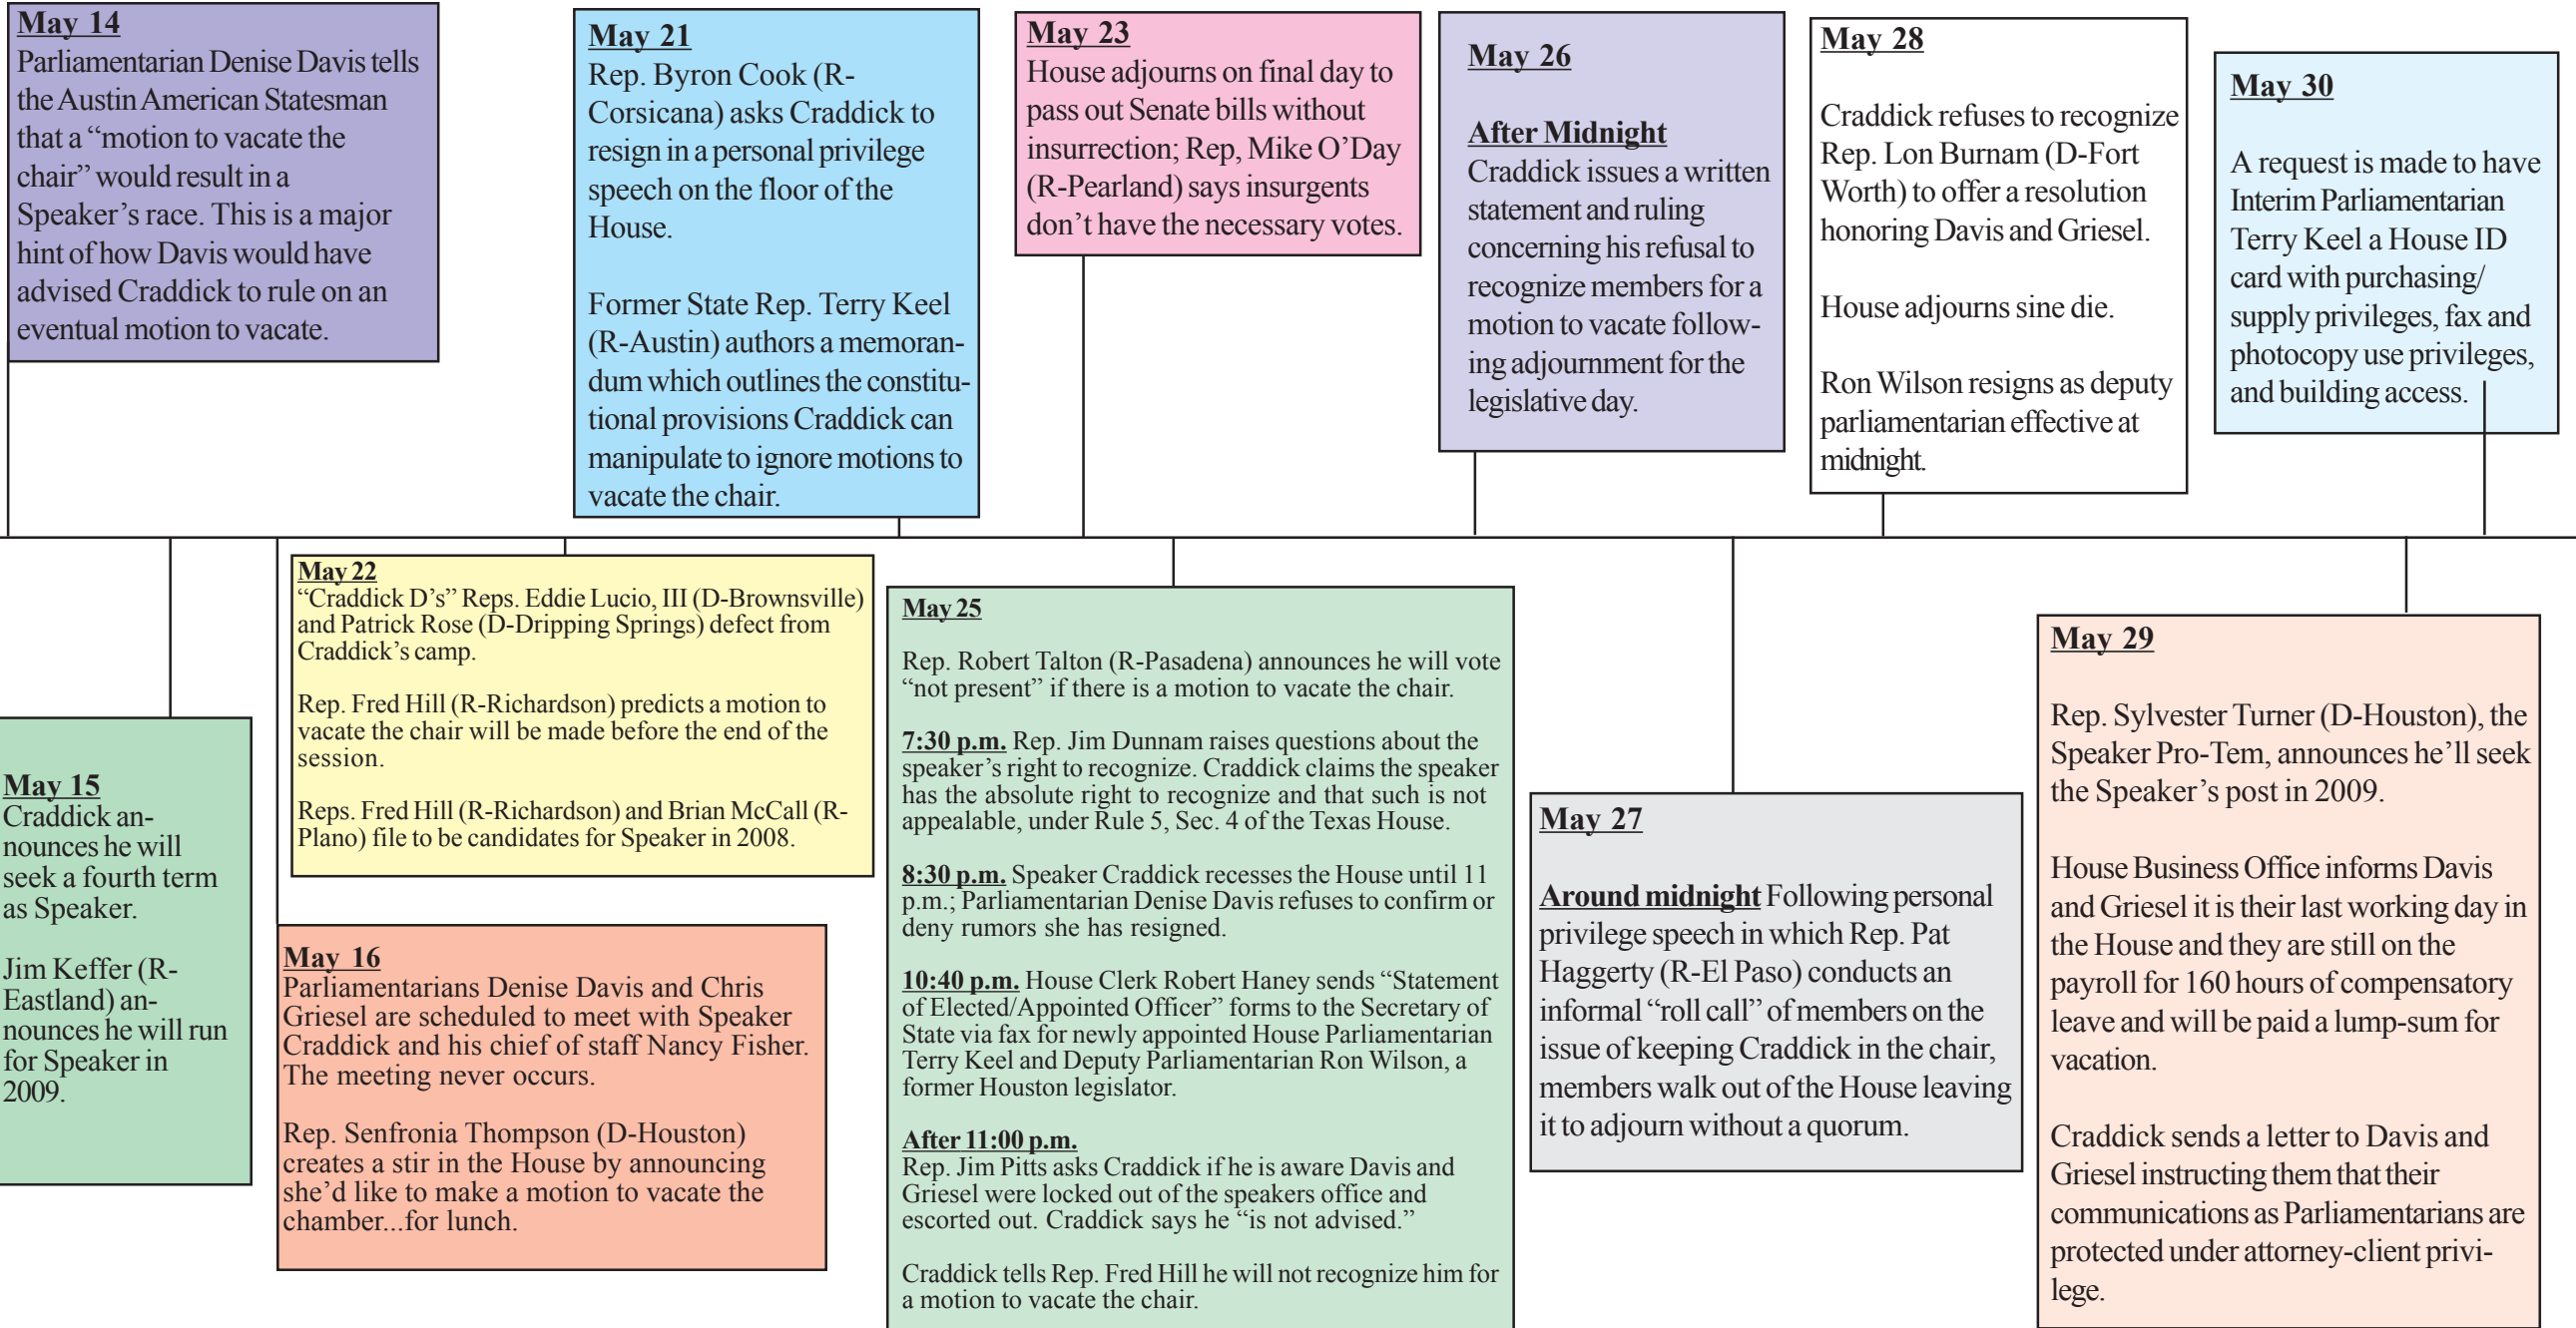 May 14
Parliamentarian Denise Davis tells
the Austin American Statesman
that a “motion to vacate the
chair” would result in a
Speaker’s race. This is a major
hint of how Davis would have
advised Craddick to rule on an
eventual motion to vacate.
May 15
Craddick an-
nounces he will
seek a fourth term
as Speaker.
Jim Keffer (R-
Eastland) an-
nounces he will run
for Speaker in
2009.
May 16
Parliamentarians Denise Davis and Chris
Griesel are scheduled to meet with Speaker
Craddick and his chief of staff Nancy Fisher.
The meeting never occurs.
Rep. Senfronia Thompson (D-Houston)
creates a stir in the House by announcing
she’d like to make a motion to vacate the
chamber...for lunch.
May 21
Rep. Byron Cook (R-
Corsicana) asks Craddick to
resign in a personal privilege
speech on the floor of the
House.
Former State Rep. Terry Keel
(R-Austin) authors a memoran-
dum which outlines the constitu-
tional provisions Craddick can
manipulate to ignore motions to
vacate the chair.
May 22
“Craddick D’s” Reps. Eddie Lucio, III (D-Brownsville)
and Patrick Rose (D-Dripping Springs) defect from
Craddick’s camp.
Rep. Fred Hill (R-Richardson) predicts a motion to
vacate the chair will be made before the end of the
session.
Reps. Fred Hill (R-Richardson) and Brian McCall (R-
Plano) file to be candidates for Speaker in 2008.
May 23
House adjourns on final day to
pass out Senate bills without
insurrection; Rep, Mike O’Day
(R-Pearland) says insurgents
don’t have the necessary votes.
May 25
Rep. Robert Talton (R-Pasadena) announces he will vote
“not present” if there is a motion to vacate the chair.
7:30 p.m. Rep. Jim Dunnam raises questions about the
speaker’s right to recognize. Craddick claims the speaker
has the absolute right to recognize and that such is not
appealable, under Rule 5, Sec. 4 of the Texas House.
8:30 p.m. Speaker Craddick recesses the House until 11
p.m.; Parliamentarian Denise Davis refuses to confirm or
deny rumors she has resigned.
10:40 p.m. House Clerk Robert Haney sends “Statement
of Elected/Appointed Officer” forms to the Secretary of
State via fax for newly appointed House Parliamentarian
Terry Keel and Deputy Parliamentarian Ron Wilson, a
former Houston legislator.
After 11:00 p.m.
Rep. Jim Pitts asks Craddick if he is aware Davis and
Griesel were locked out of the speakers office and
escorted out. Craddick says he “is not advised.”
Craddick tells Rep. Fred Hill he will not recognize him for
a motion to vacate the chair.
May 26
After Midnight
Craddick issues a written
statement and ruling
concerning his refusal to
recognize members for a
motion to vacate follow-
ing adjournment for the
legislative day.
May 27
Around midnight Following personal
privilege speech in which Rep. Pat
Haggerty (R-El Paso) conducts an
informal “roll call” of members on the
issue of keeping Craddick in the chair,
members walk out of the House leaving
it to adjourn without a quorum.
May 28
Craddick refuses to recognize
Rep. Lon Burnam (D-Fort
Worth) to offer a resolution
honoring Davis and Griesel.
House adjourns sine die.
Ron Wilson resigns as deputy
parliamentarian effective at
midnight.
May 29
Rep. Sylvester Turner (D-Houston), the
Speaker Pro-Tem, announces he’ll seek
the Speaker’s post in 2009.
House Business Office informs Davis
and Griesel it is their last working day in
the House and they are still on the
payroll for 160 hours of compensatory
leave and will be paid a lump-sum for
vacation.
Craddick sends a letter to Davis and
Griesel instructing them that their
communications as Parliamentarians are
protected under attorney-client privi-
lege.
May 30
A request is made to have
Interim Parliamentarian
Terry Keel a House ID
card with purchasing/
supply privileges, fax and
photocopy use privileges,
and building access.